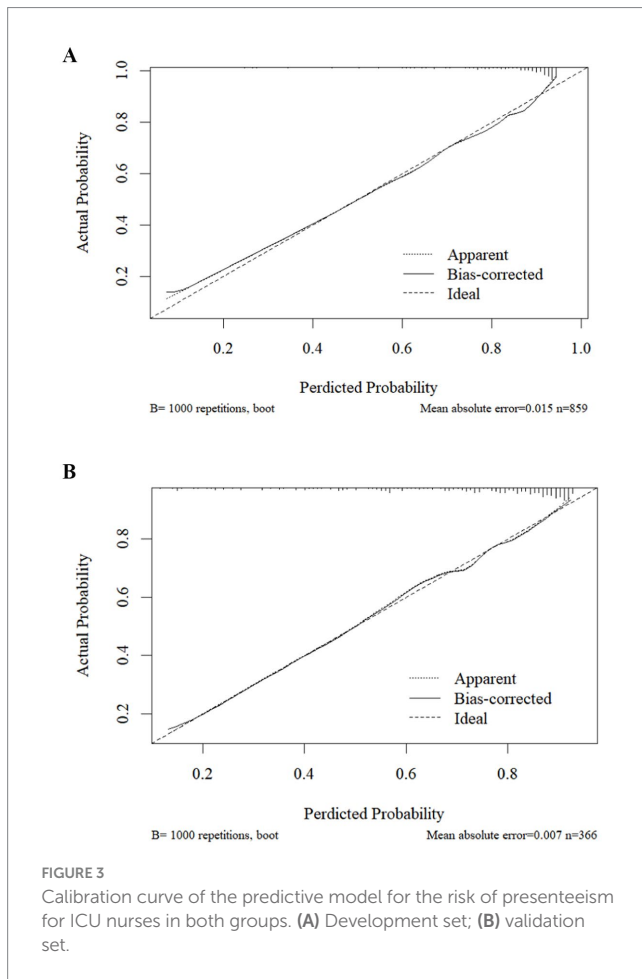 A
Actual Probability
1.0
0.8
0.6
0.4
0.2
Apparent
Bias-corrected
Ideal
0.2 0.4 0.6 0.8 1.0
Perdicted Probability
B= 1000 repetitions, boot Mean absolute error=0.015 n=859
B
Actual Probability
0.8
0.6
0.4
0.2
Apparent
Bias-corrected
Ideal
0.2 0.4 0.6 0.8
Perdicted Probability
B= 1000 repetitions, boot Mean absolute error=0.007 n=366
FIGURE 3
Calibration curve of the predictive model for the risk of presenteeism
for ICU nurses in both groups. (A) Development set; (B) validation
set.